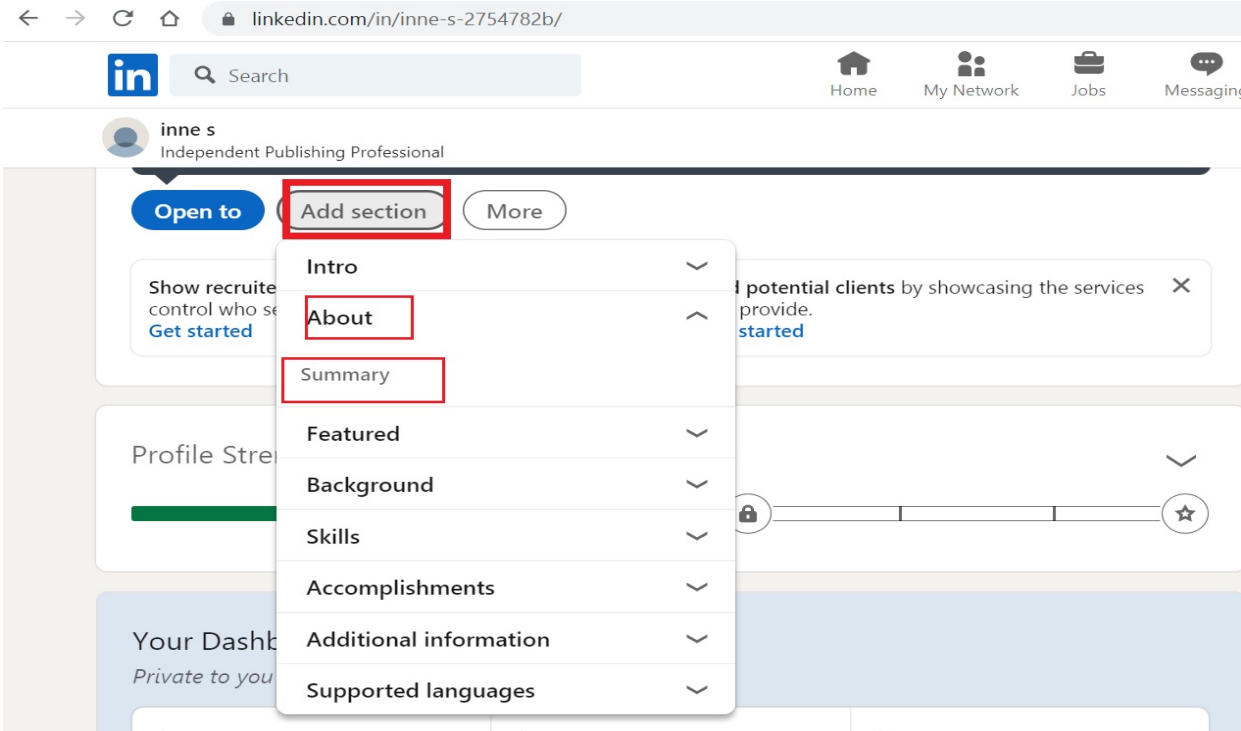 linkedin.com/in/inne-s-2754782b/
in
Search
Home
My Network
Jobs
Messaging
inne s
Independent Publishing Professional
Open to
Add section
More
Intro
Show recruite
potential clients by showcasing the services
control who se
provide.
About
Get started
started
Summary
Featured
Profile Stren
Background
Skills
Accomplishments
Your Dashb
Additional information
Private to you
Supported languages